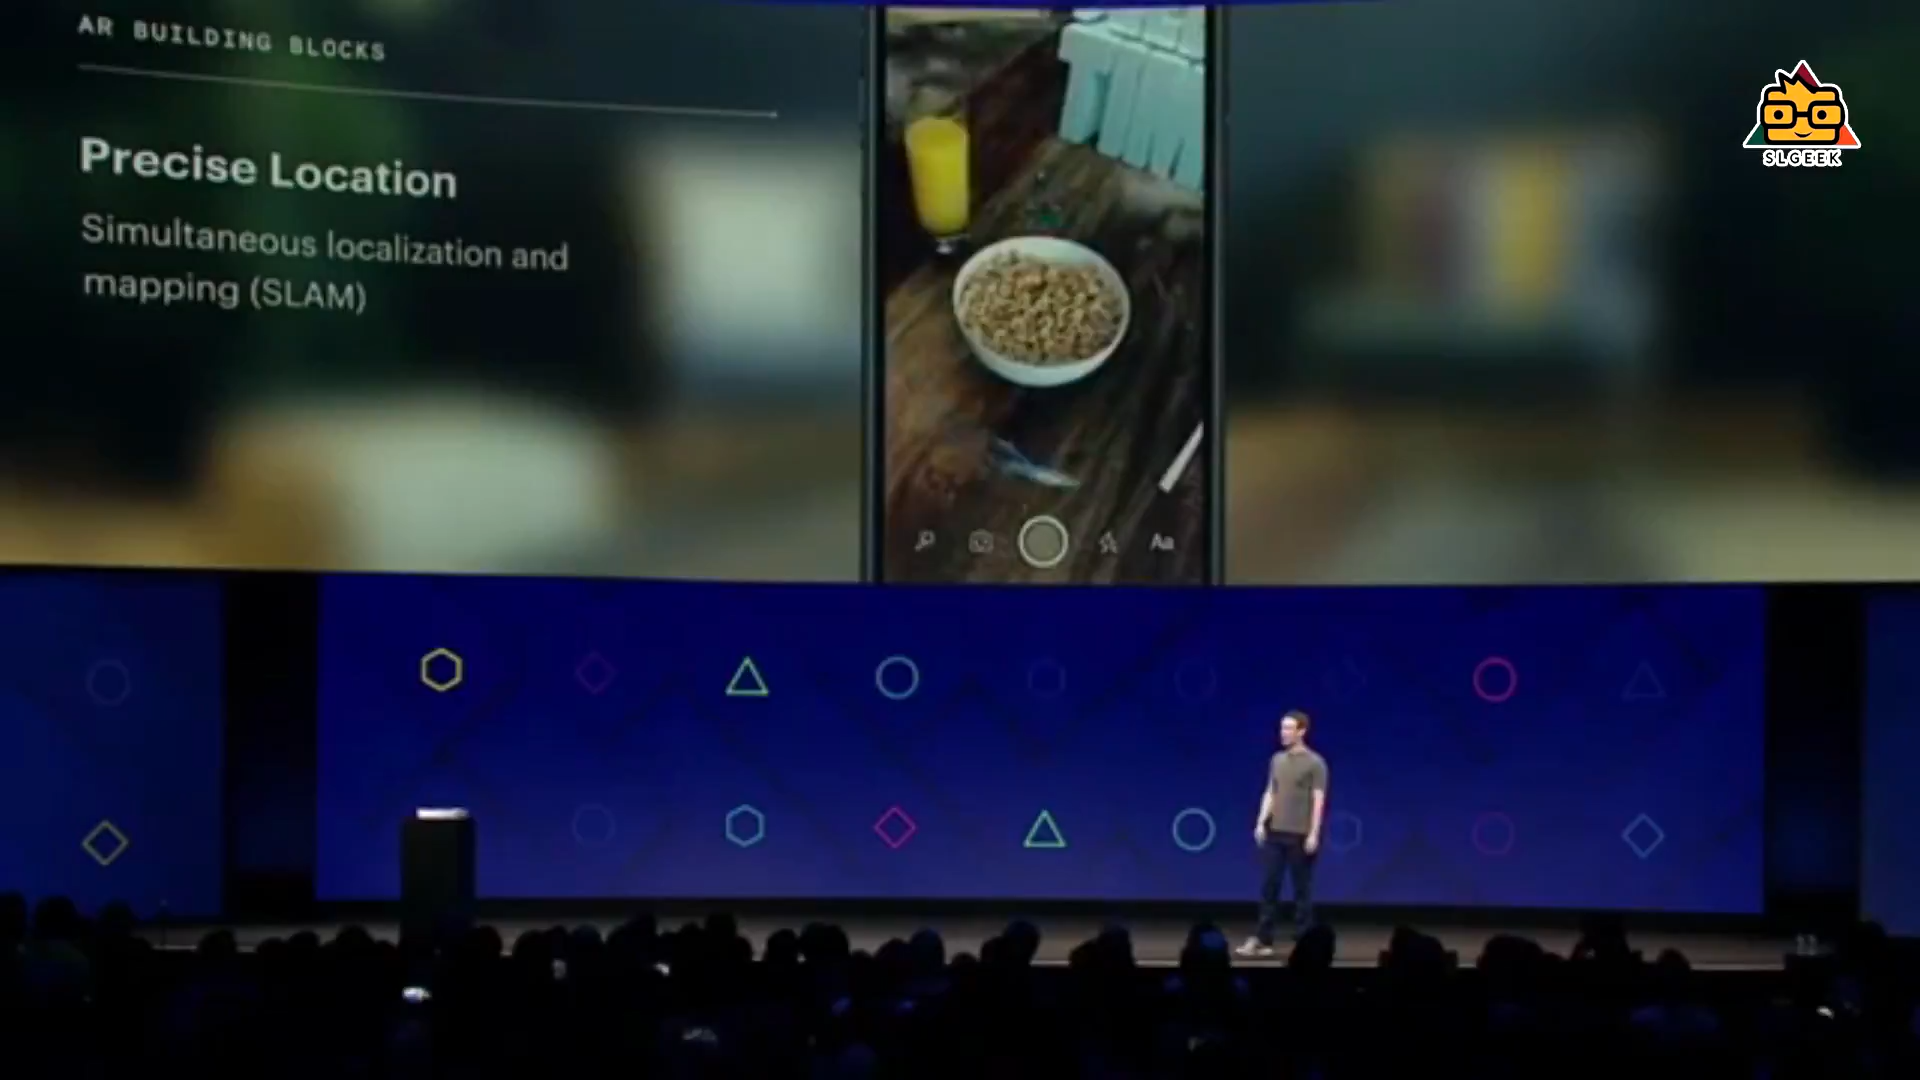 AR BUILDING BLOCKS
Precise Location
Simultaneous localization and
mapping (SLAM)
Aa
SLGEEK